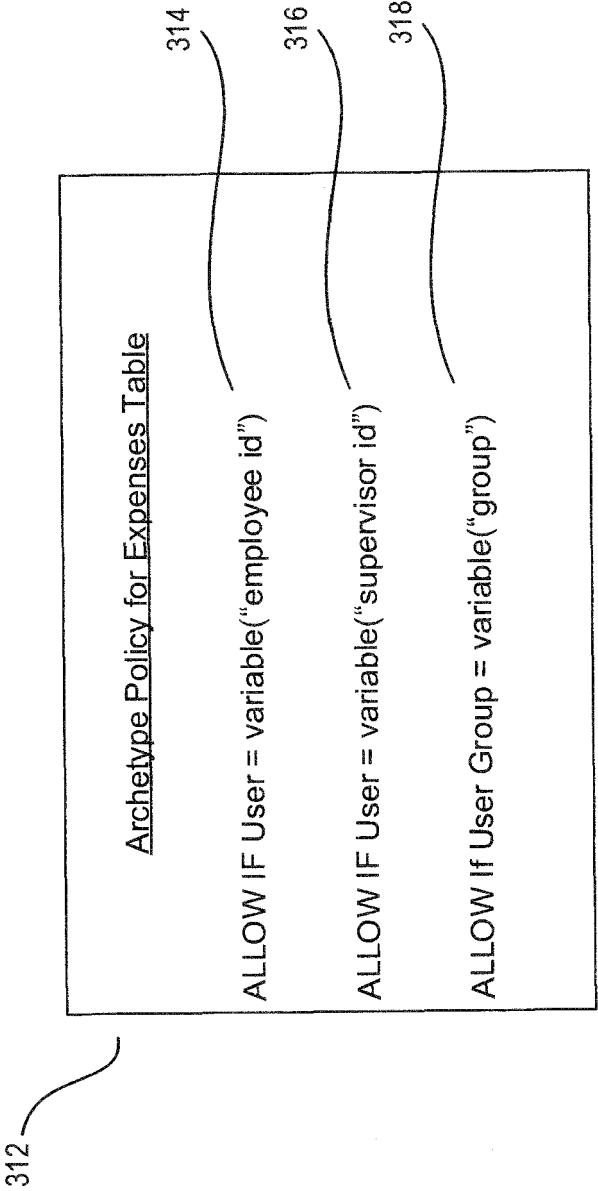 312
Archetype Policy for Expenses Table
ALLOW IF User = variable(“employee id”)
314
ALLOW IF User = variable(“supervisor id”)
316
ALLOW If User Group = variable(“group”)
318